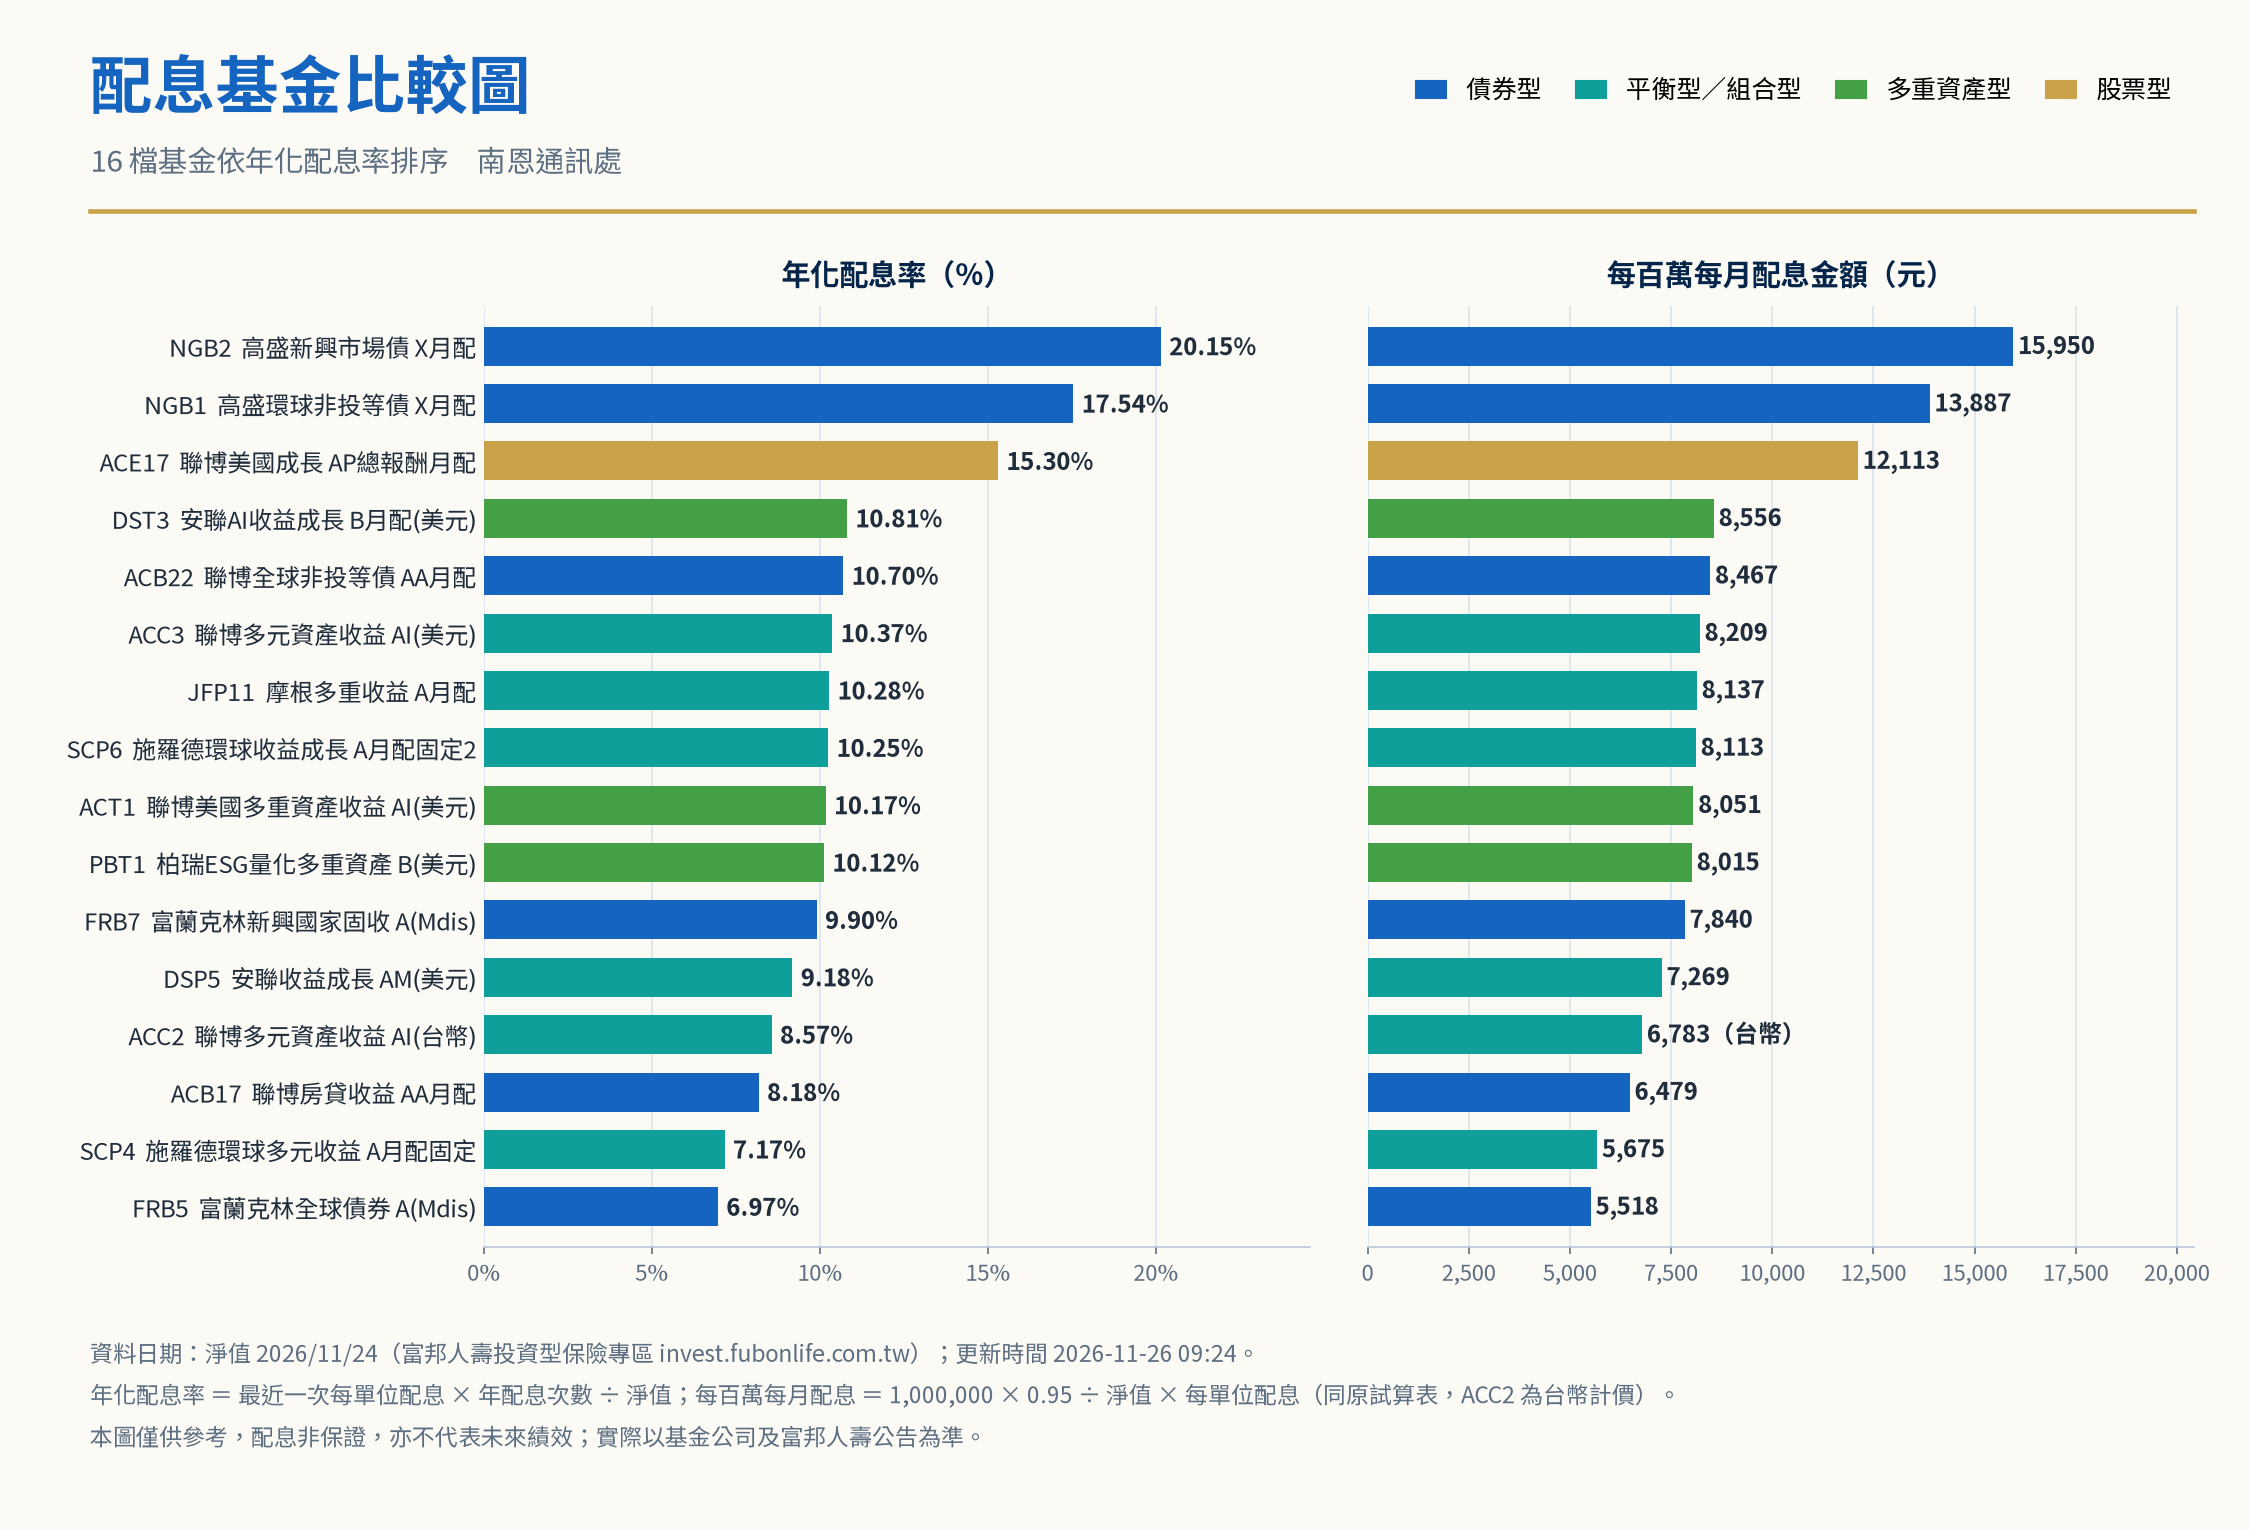 配息基金比較圖
16 檔基金依年化配息率排序　南恩通訊處
債券型　平衡型／組合型　多重資產型　股票型
年化配息率（%）
NGB2 高盛新興市場債 X月配 20.15%
NGB1 高盛環球非投等債 X月配 17.54%
ACE17 聯博美國成長 AP總報酬月配 15.30%
DST3 安聯AI收益成長 B月配(美元) 10.81%
ACB22 聯博全球非投等債 AA月配 10.70%
ACC3 聯博多元資產收益 AI(美元) 10.37%
JFP11 摩根多重收益 A月配 10.28%
SCP6 施羅德環球收益成長 A月配固定2 10.25%
ACT1 聯博美國多重資產收益 AI(美元) 10.17%
PBT1 柏瑞ESG量化多重資產 B(美元) 10.12%
FRB7 富蘭克林新興國家固收 A(Mdis) 9.90%
DSP5 安聯收益成長 AM(美元) 9.18%
ACC2 聯博多元資產收益 AI(台幣) 8.57%
ACB17 聯博房貸收益 AA月配 8.18%
SCP4 施羅德環球多元收益 A月配固定 7.17%
FRB5 富蘭克林全球債券 A(Mdis) 6.97%
0% 5% 10% 15% 20%
每百萬每月配息金額（元）
15,950
13,887
12,113
8,556
8,467
8,209
8,137
8,113
8,051
8,015
7,840
7,269
6,783（台幣）
6,479
5,675
5,518
0 2,500 5,000 7,500 10,000 12,500 15,000 17,500 20,000
資料日期：淨值 2026/11/24（富邦人壽投資型保險專區 invest.fubonlife.com.tw）；更新時間 2026-11-26 09:24。
年化配息率 ＝ 最近一次每單位配息 × 年配息次數 ÷ 淨值；每百萬每月配息 ＝ 1,000,000 × 0.95 ÷ 淨值 × 每單位配息（同原試算表，ACC2 為台幣計價）。
本圖僅供參考，配息非保證，亦不代表未來績效；實際以基金公司及富邦人壽公告為準。